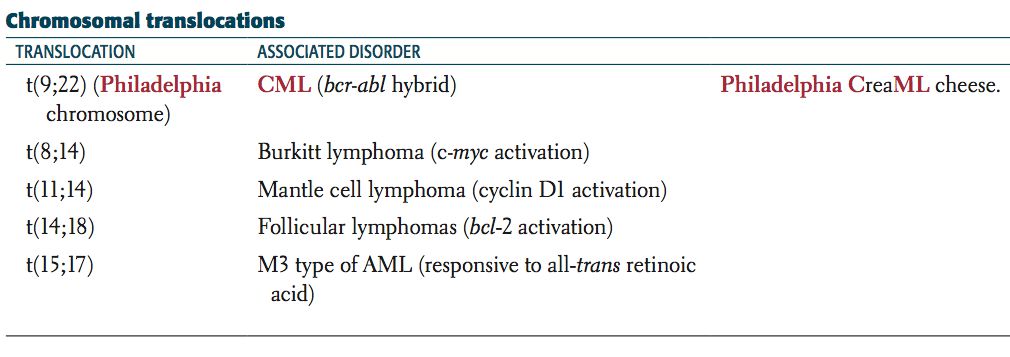 Chromosomal translocations
TRANSLOCATION ASSOCIATED DISORDER
t(9;22) (Philadelphia CML (bcr-abl hybrid) Philadelphia CreaML cheese.
chromosome)
t(8;14) Burkitt lymphoma (c-myc activation)
t(11;14) Mantle cell lymphoma (cyclin D1 activation)
t(14;18) Follicular lymphomas (bcl-2 activation)
t(15;17) M3 type of AML (responsive to all-trans retinoic
acid)